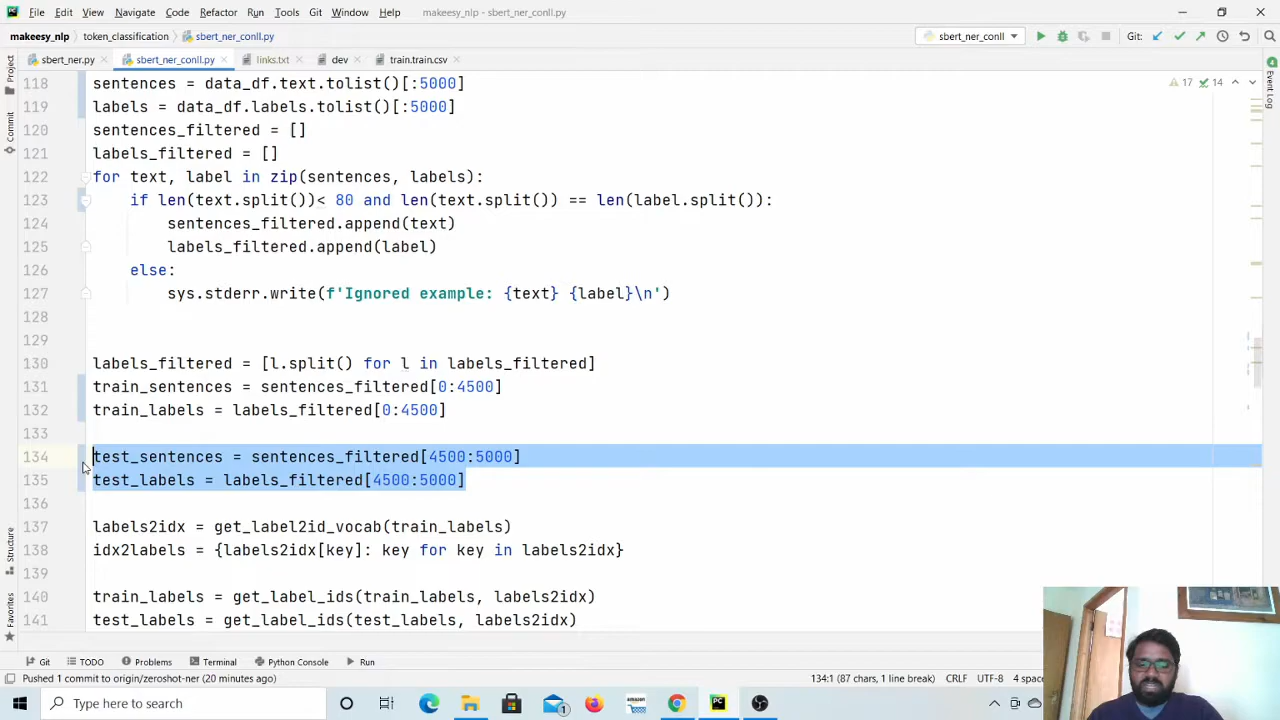 File Edit View Navigate Code Refactor Run Tools Git Window Help makeesy_nlp - sbert_ner_conll.py
makeesy_nlp token_classification sbert_ner_conll.py sbert_ner_conll Git:
sbert_ner.py sbert_ner_conll.py links.txt dev train.train.csv
Project
Commit
Structure
Favorites
Event Log
17 14
118 sentences = data_df.text.tolist()[:5000]
119 labels = data_df.labels.tolist()[:5000]
120 sentences_filtered = []
121 labels_filtered = []
122 for text, label in zip(sentences, labels):
123 if len(text.split())< 80 and len(text.split()) == len(label.split()):
124 sentences_filtered.append(text)
125 labels_filtered.append(label)
126 else:
127 sys.stderr.write(f'Ignored example: {text} {label}\n')
128
129
130 labels_filtered = [l.split() for l in labels_filtered]
131 train_sentences = sentences_filtered[0:4500]
132 train_labels = labels_filtered[0:4500]
133
134 test_sentences = sentences_filtered[4500:5000]
135 test_labels = labels_filtered[4500:5000]
136
137 labels2idx = get_label2id_vocab(train_labels)
138 idx2labels = {labels2idx[key]: key for key in labels2idx}
139
140 train_labels = get_label_ids(train_labels, labels2idx)
141 test_labels = get_label_ids(test_labels, labels2idx)
Git TODO Problems Terminal Python Console Run
Pushed 1 commit to origin/zeroshot-ner (20 minutes ago) 134:1 (87 chars, 1 line break) CRLF UTF-8 4 space
Type here to search